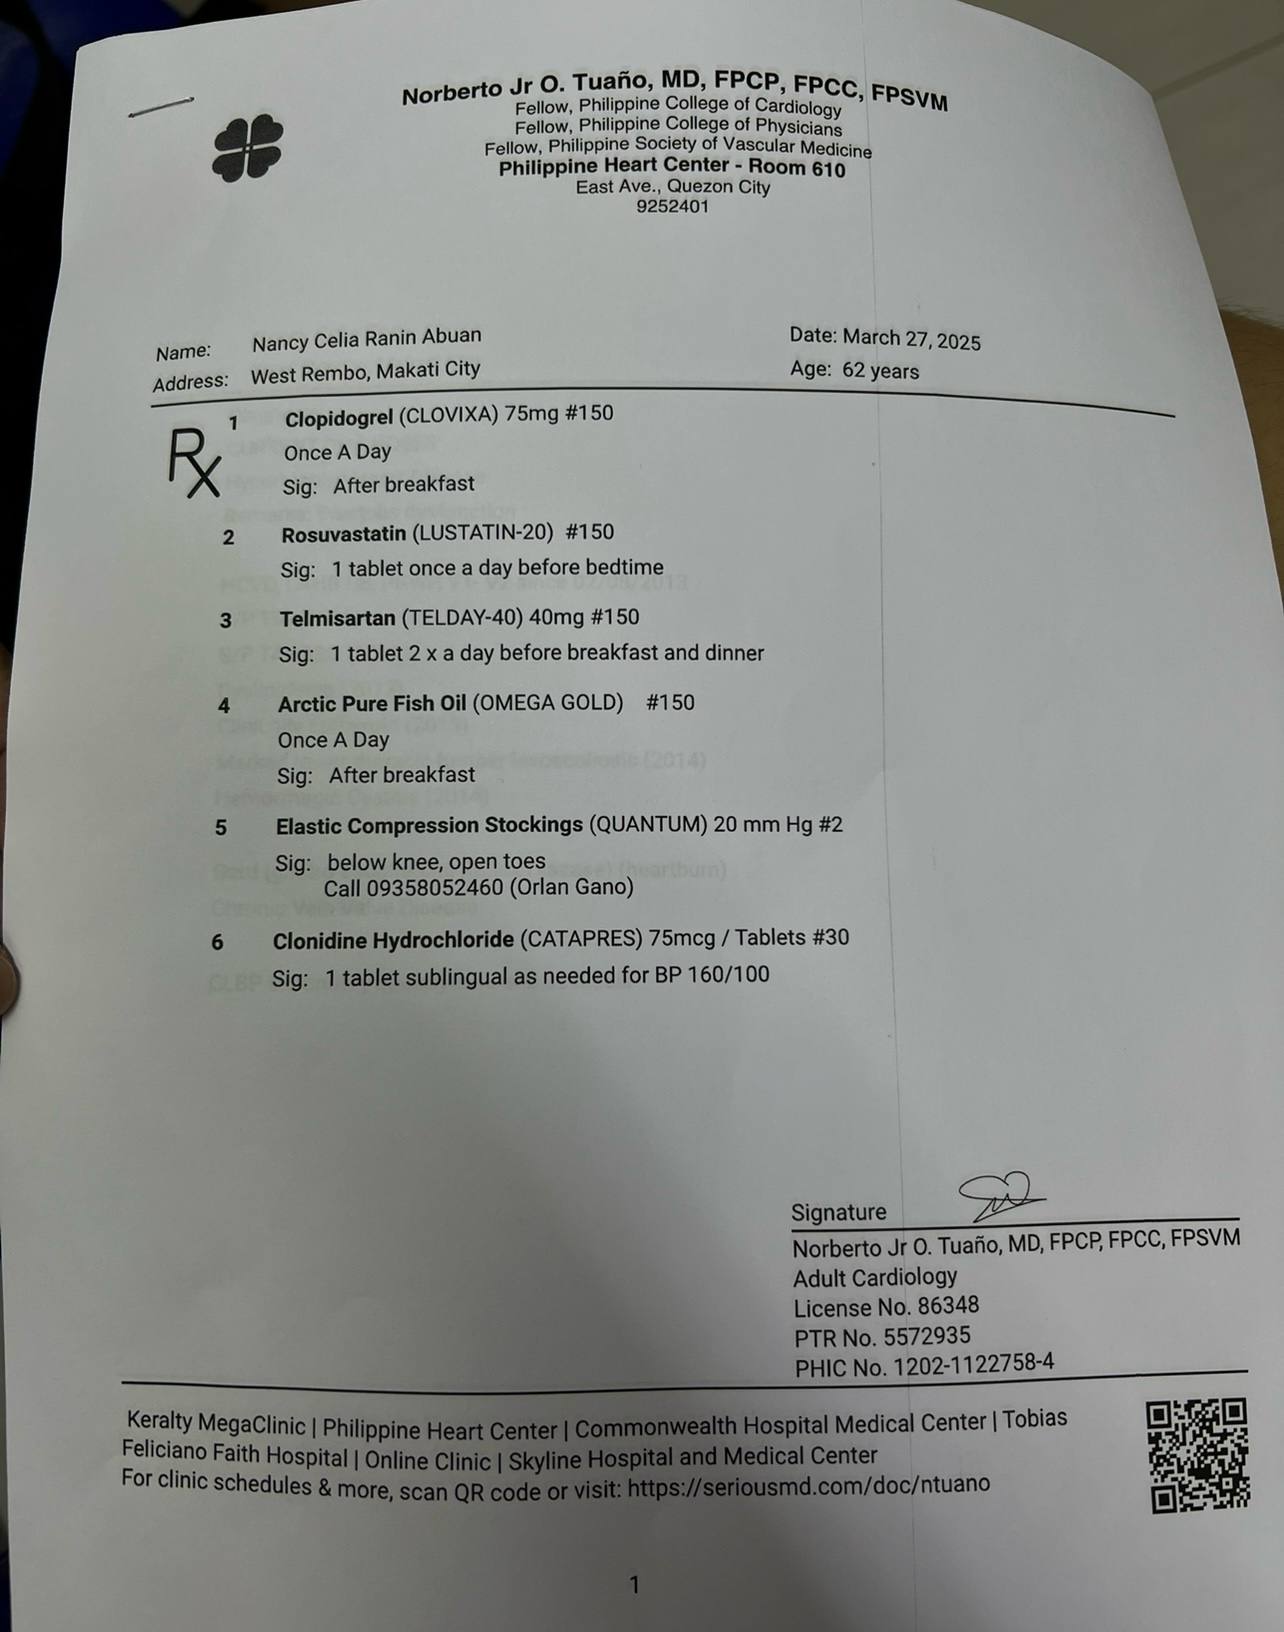 Norberto Jr O. Tuaño, MD, FPCP, FPCC, FPSVM
Fellow, Philippine College of Cardiology
Fellow, Philippine College of Physicians
Fellow, Philippine Society of Vascular Medicine
Philippine Heart Center - Room 610
East Ave., Quezon City
9252401
Name: Nancy Celia Ranin Abuan Date: March 27, 2025
Address: West Rembo, Makati City Age: 62 years
Rx
1 Clopidogrel (CLOVIXA) 75mg #150
Once A Day
Sig: After breakfast
2 Rosuvastatin (LUSTATIN-20) #150
Sig: 1 tablet once a day before bedtime
3 Telmisartan (TELDAY-40) 40mg #150
Sig: 1 tablet 2 x a day before breakfast and dinner
4 Arctic Pure Fish Oil (OMEGA GOLD) #150
Once A Day
Sig: After breakfast
5 Elastic Compression Stockings (QUANTUM) 20 mm Hg #2
Sig: below knee, open toes
Call 09358052460 (Orlan Gano)
6 Clonidine Hydrochloride (CATAPRES) 75mcg / Tablets #30
Sig: 1 tablet sublingual as needed for BP 160/100
Signature
Norberto Jr O. Tuaño, MD, FPCP, FPCC, FPSVM
Adult Cardiology
License No. 86348
PTR No. 5572935
PHIC No. 1202-1122758-4
Keralty MegaClinic | Philippine Heart Center | Commonwealth Hospital Medical Center | Tobias
Feliciano Faith Hospital | Online Clinic | Skyline Hospital and Medical Center
For clinic schedules & more, scan QR code or visit: https://seriousmd.com/doc/ntuano
1